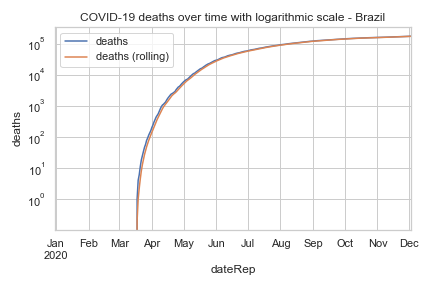 COVID-19 deaths over time with logarithmic scale - Brazil
deaths
deaths (rolling)
10^5
10^4
10^3
10^2
10^1
10^0
deaths
Jan Feb Mar Apr May Jun Jul Aug Sep Oct Nov Dec
2020
dateRep